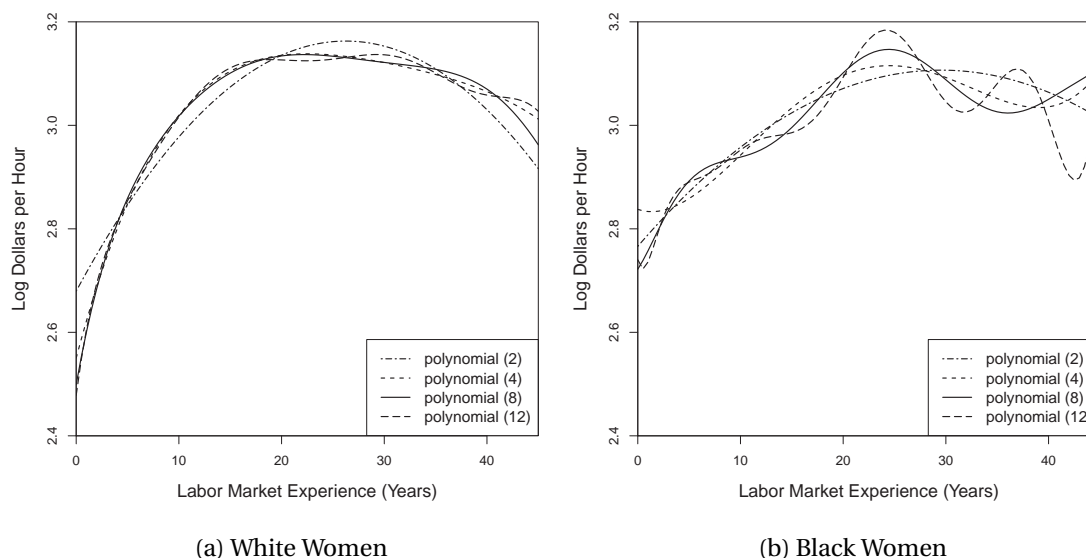 3.2
3.0
2.8
2.6
2.4
Log Dollars per Hour
polynomial (2)
polynomial (4)
polynomial (8)
polynomial (12)
0 10 20 30 40
Labor Market Experience (Years)
(a) White Women
3.2
3.0
2.8
2.6
2.4
Log Dollars per Hour
polynomial (2)
polynomial (4)
polynomial (8)
polynomial (12
0 10 20 30 40
Labor Market Experience (Years)
(b) Black Women